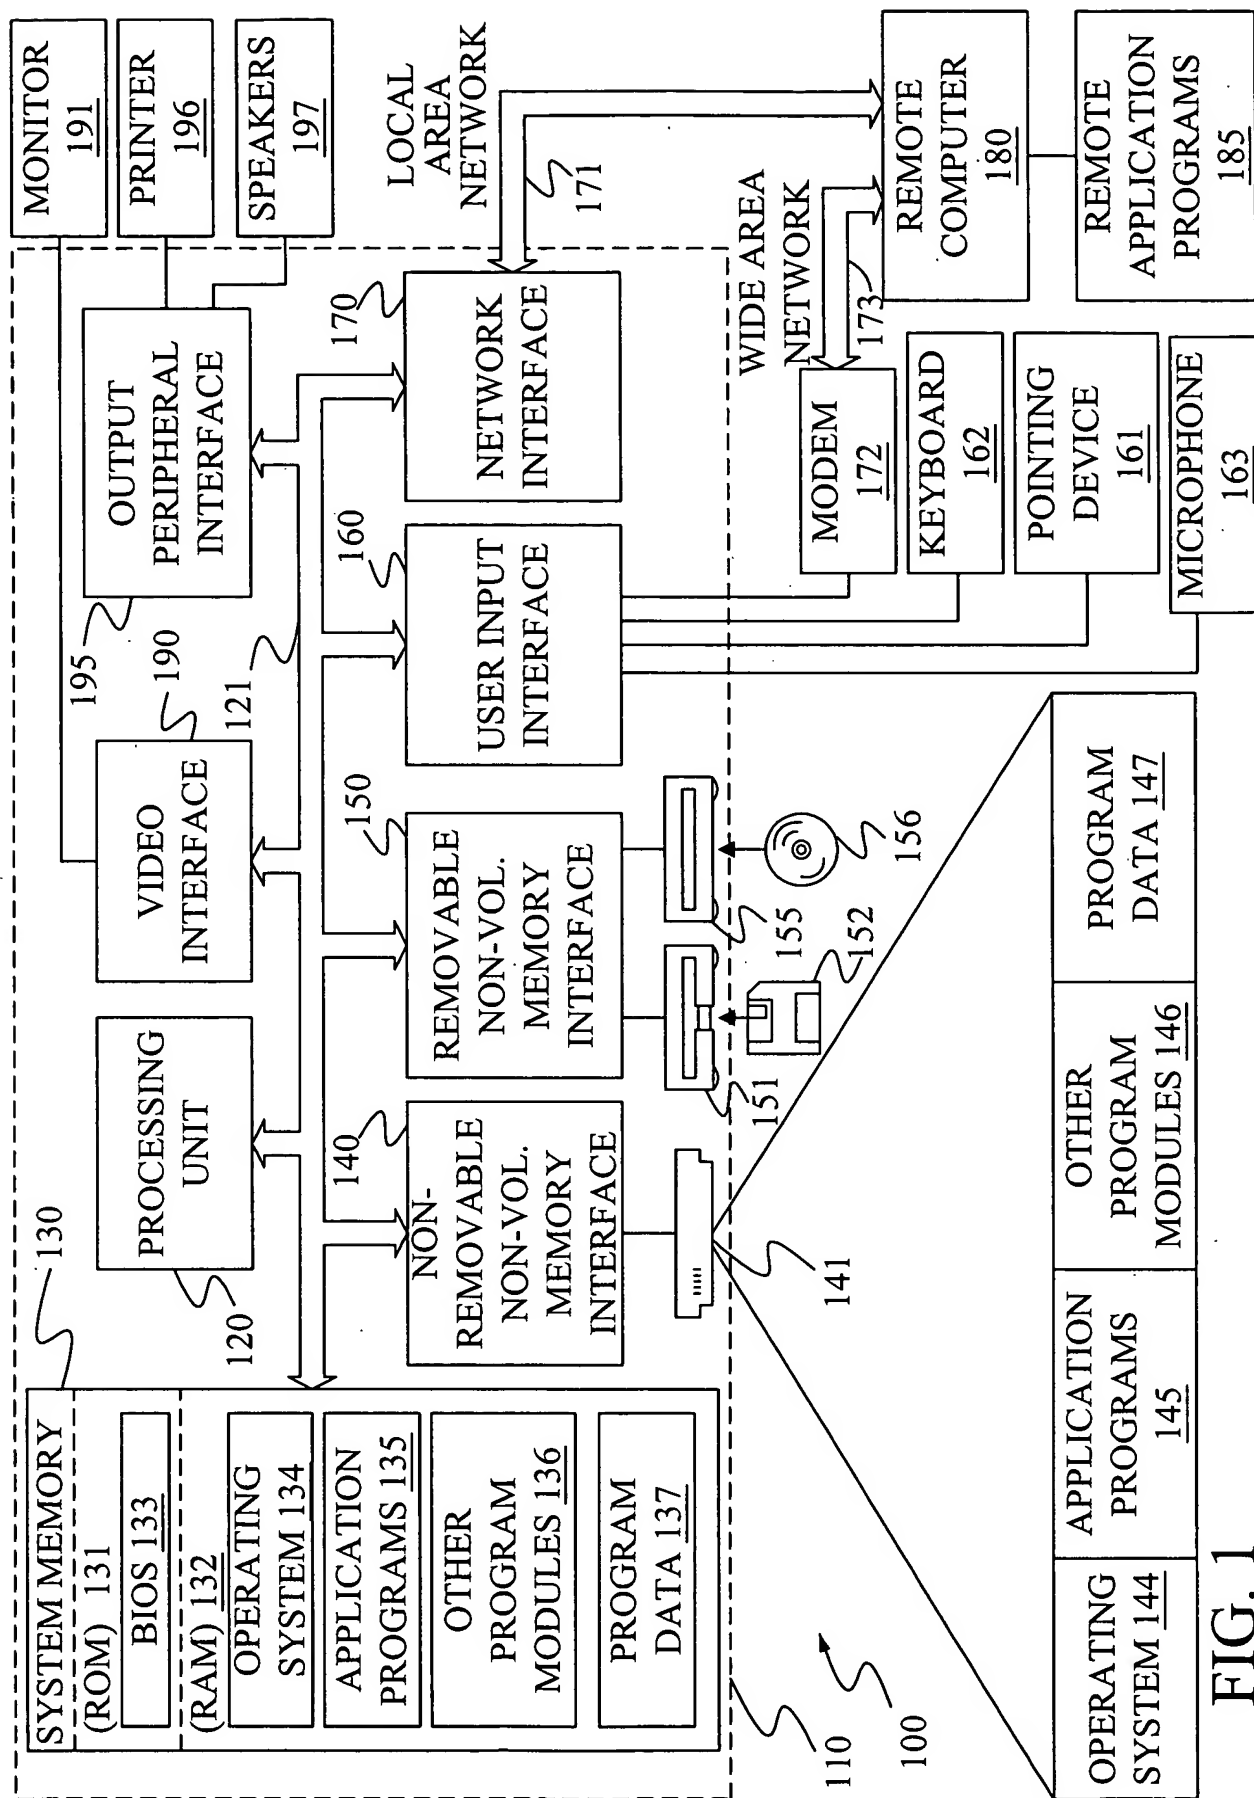 SYSTEM MEMORY
(ROM) 131
BIOS 133
(RAM) 132
OPERATING
SYSTEM 134
APPLICATION
PROGRAMS 135
OTHER
PROGRAM
MODULES 136
PROGRAM
DATA 137
130
120
PROCESSING
UNIT
VIDEO
INTERFACE
190
121
195
OUTPUT
PERIPHERAL
INTERFACE
MONITOR
191
PRINTER
196
SPEAKERS
197
140
NON-
REMOVABLE
NON-VOL.
MEMORY
INTERFACE
150
REMOVABLE
NON-VOL.
MEMORY
INTERFACE
160
USER INPUT
INTERFACE
170
NETWORK
INTERFACE
LOCAL
AREA
NETWORK
171
WIDE AREA
NETWORK
173
MODEM
172
KEYBOARD
162
POINTING
DEVICE
161
MICROPHONE
163
REMOTE
COMPUTER
180
REMOTE
APPLICATION
PROGRAMS
185
141
151
152
155
156
110
100
OPERATING
SYSTEM 144
APPLICATION
PROGRAMS
145
OTHER
PROGRAM
MODULES 146
PROGRAM
DATA 147
FIG. 1